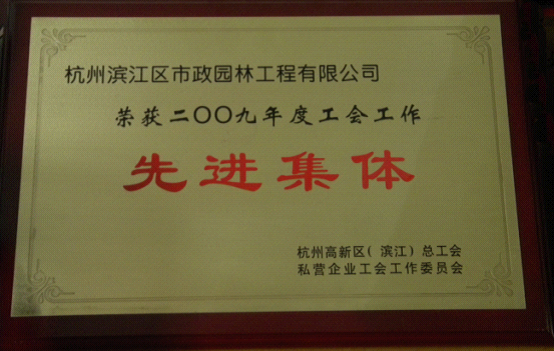 杭州滨江区市政园林工程有限公司
荣获二〇〇九年度工会工作
先进集体
杭州高新区(滨江)总工会
私营企业工会工作委员会